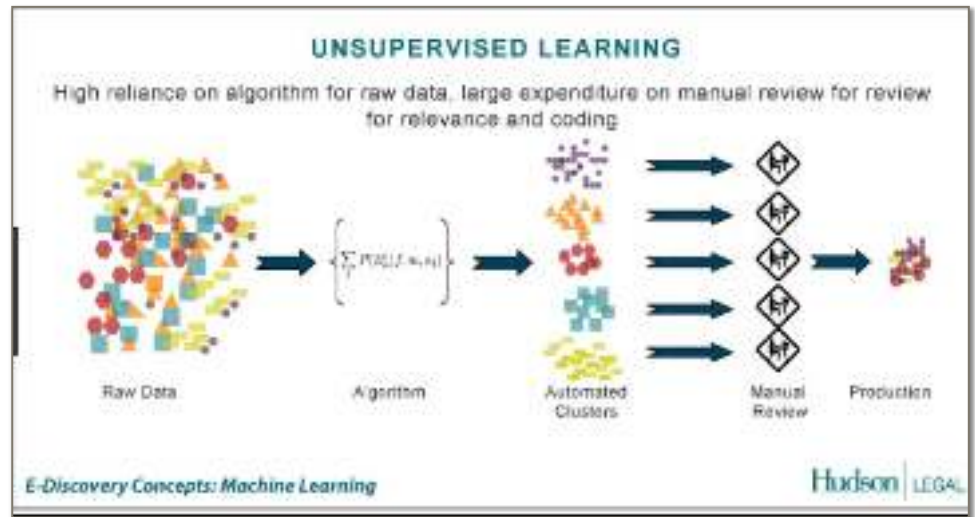 UNSUPERVISED LEARNING
High reliance on algorithm for raw data, large expenditure on manual review for review
for relevance and coding
Raw Data
Algorithm
Automated
Clusters
Manual
Review
Production
E-Discovery Concepts: Machine Learning
Hudson LEGAL